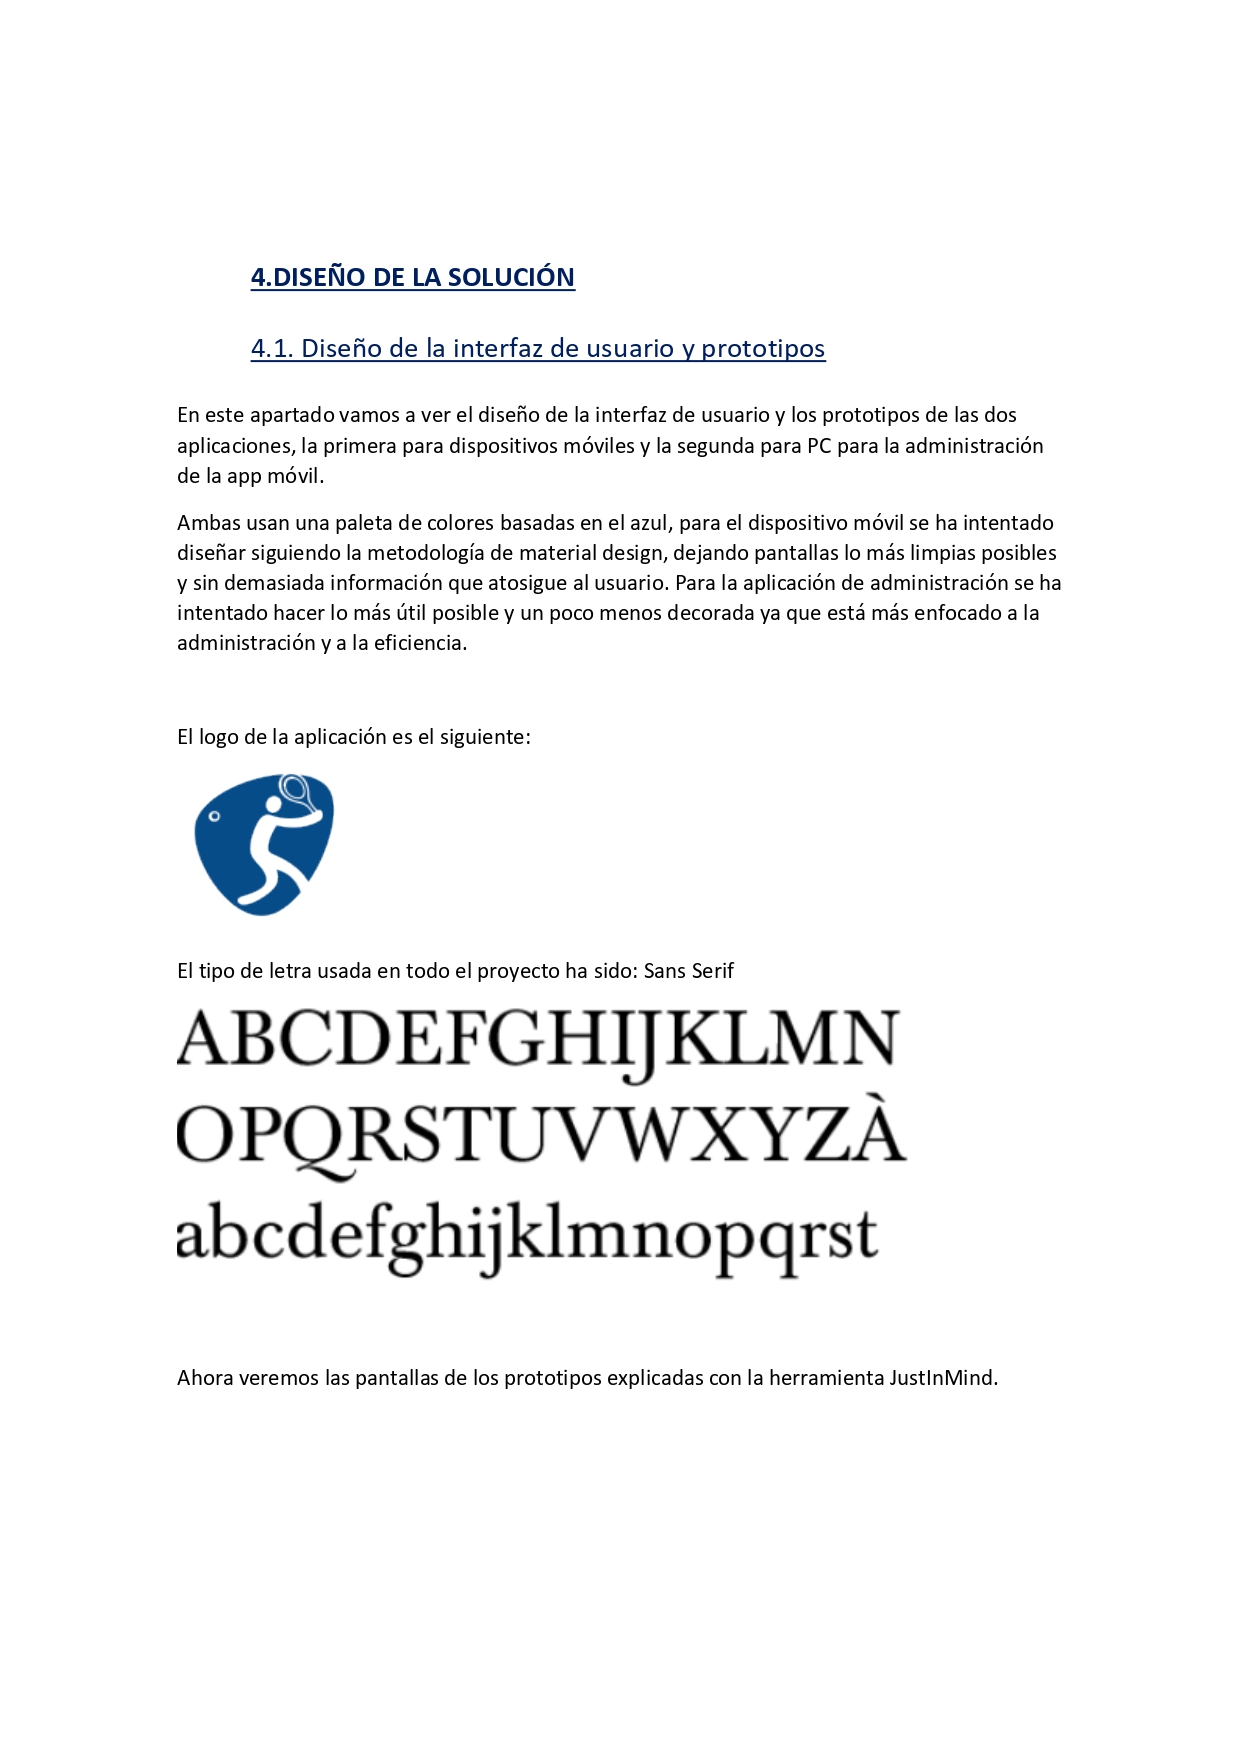 4.DISEÑO DE LA SOLUCIÓN
4.1. Diseño de la interfaz de usuario y prototipos
En este apartado vamos a ver el diseño de la interfaz de usuario y los prototipos de las dos
aplicaciones, la primera para dispositivos móviles y la segunda para PC para la administración
de la app móvil.
Ambas usan una paleta de colores basadas en el azul, para el dispositivo móvil se ha intentado
diseñar siguiendo la metodología de material design, dejando pantallas lo más limpias posibles
y sin demasiada información que atosigue al usuario. Para la aplicación de administración se ha
intentado hacer lo más útil posible y un poco menos decorada ya que está más enfocado a la
administración y a la eficiencia.
El logo de la aplicación es el siguiente:
El tipo de letra usada en todo el proyecto ha sido: Sans Serif
ABCDEFGHIJKLMN
OPQRSTUVWXYZÀ
abcdefghijklmnopqrst
Ahora veremos las pantallas de los prototipos explicadas con la herramienta JustInMind.